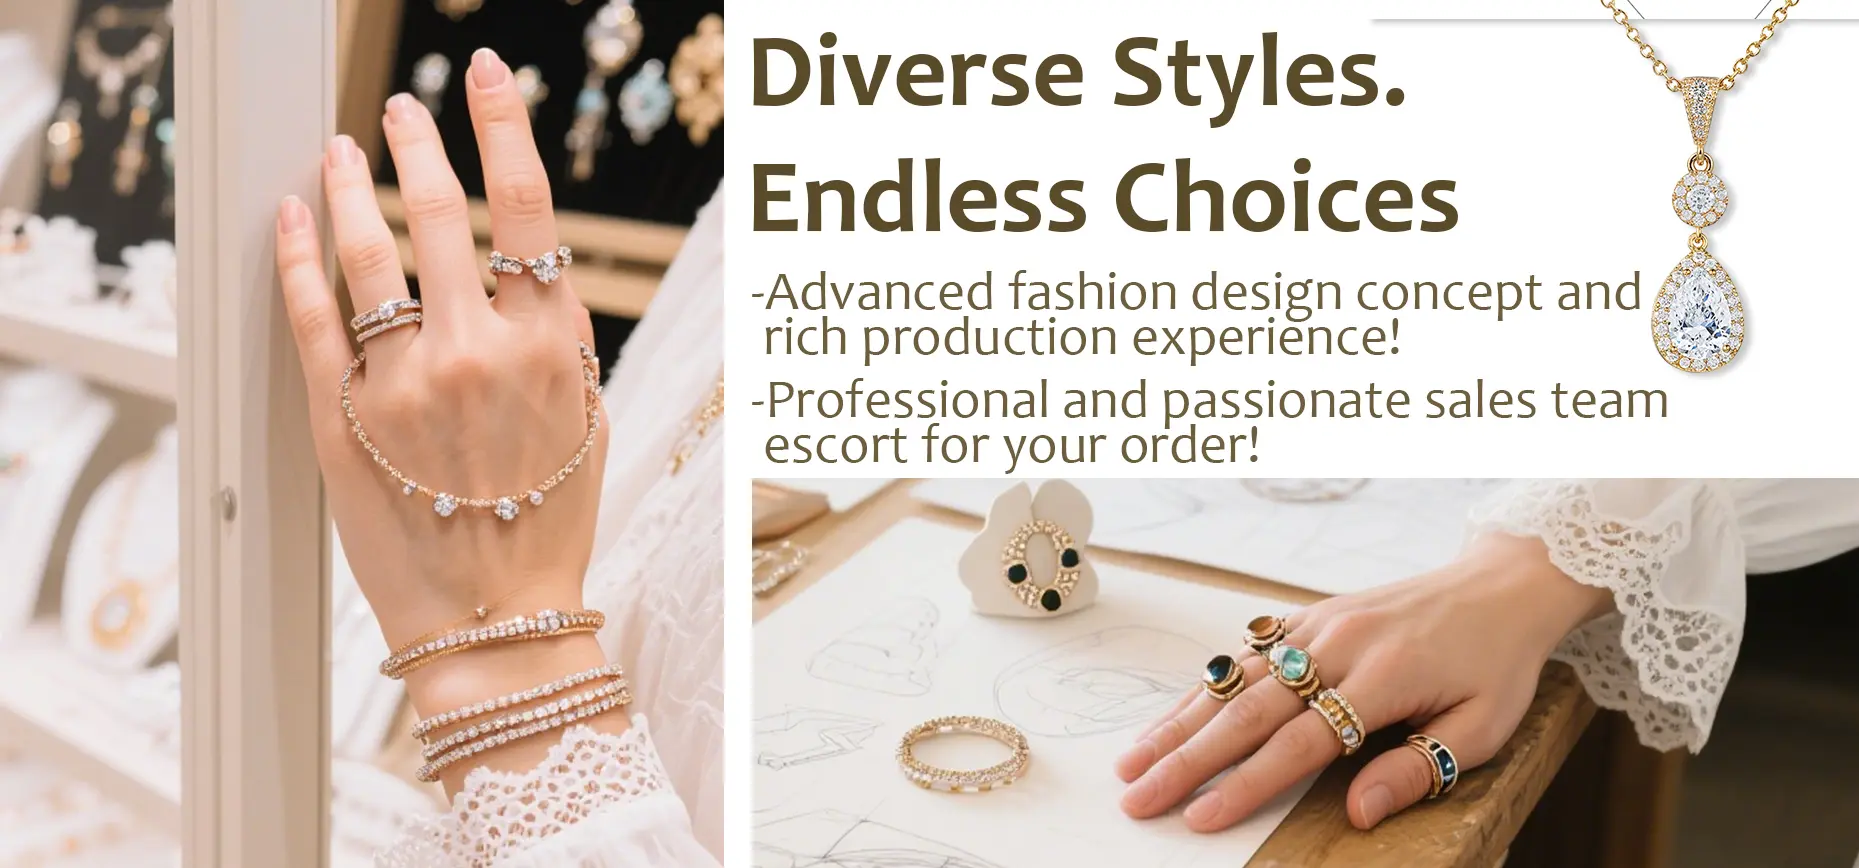 Diverse Styles.
Endless Choices
-Advanced fashion design concept and
rich production experience!
-Professional and passionate sales team
escort for your order!